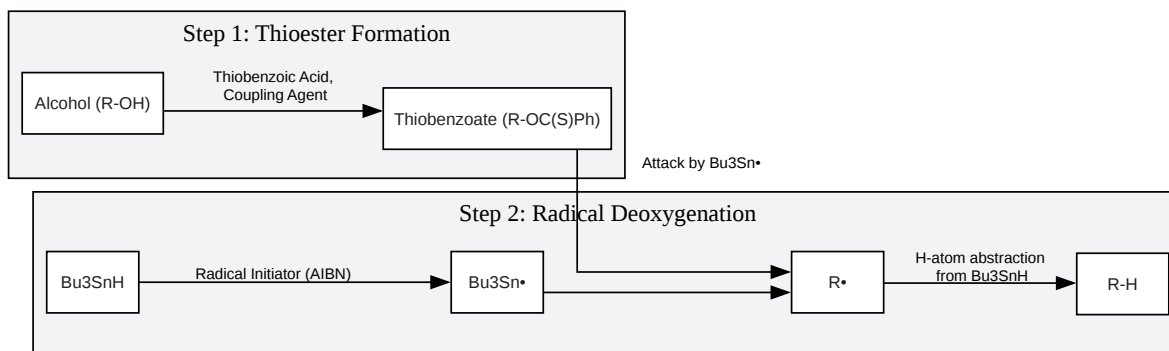 Step 1: Thioester Formation
Alcohol (R-OH)
Thiobenzoic Acid,
Coupling Agent
Thiobenzoate (R-OC(S)Ph)
Attack by Bu3Sn•
Step 2: Radical Deoxygenation
Bu3SnH
Radical Initiator (AIBN)
Bu3Sn•
R•
H-atom abstraction
from Bu3SnH
R-H